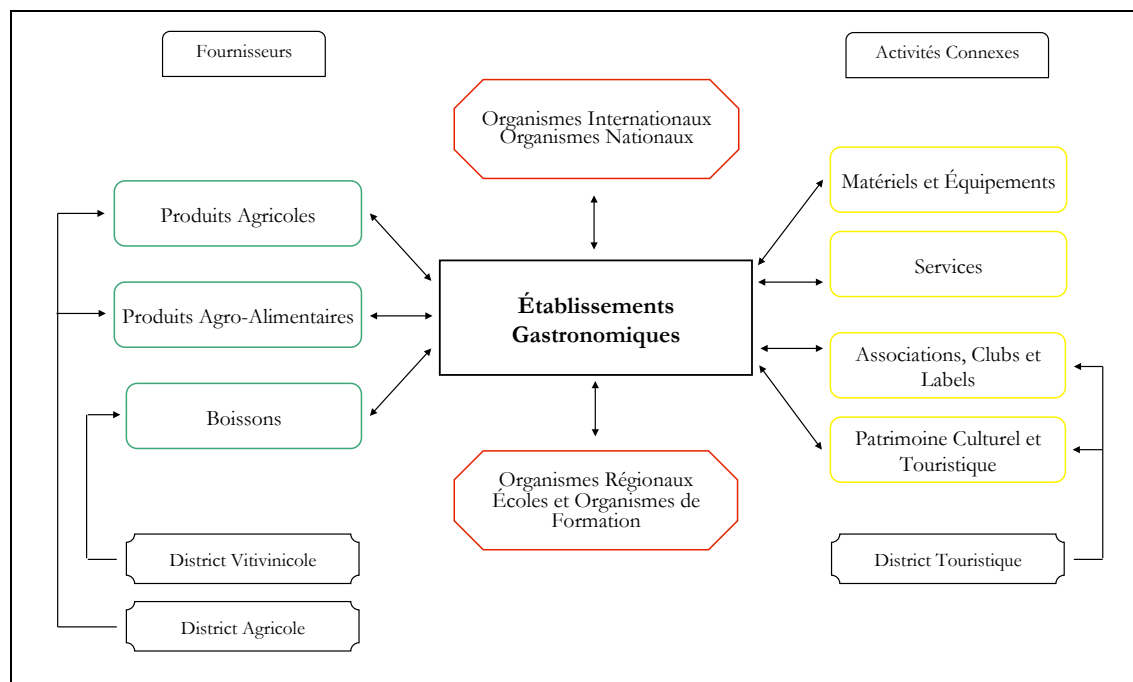 Fournisseurs
Activités Connexes
Organismes Internationaux
Organismes Nationaux
Matériels et Équipements
Produits Agricoles
Services
Établissements
Gastronomiques
Produits Agro-Alimentaires
Associations, Clubs et
Labels
Boissons
Patrimoine Culturel et
Touristique
Organismes Régionaux
Écoles et Organismes de
Formation
District Vitivinicole
District Touristique
District Agricole